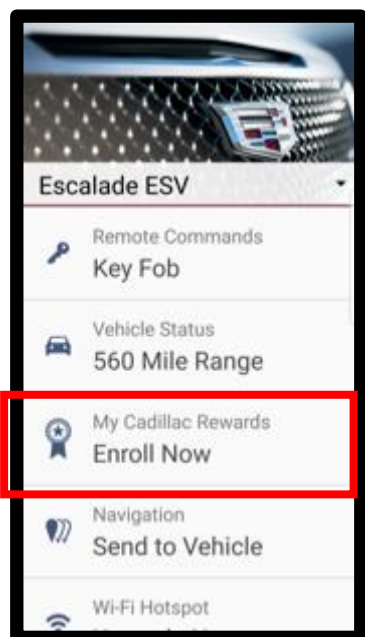 Escalade ESV
Remote Commands
Key Fob
Vehicle Status
560 Mile Range
My Cadillac Rewards
Enroll Now
Navigation
Send to Vehicle
Wi-Fi Hotspot